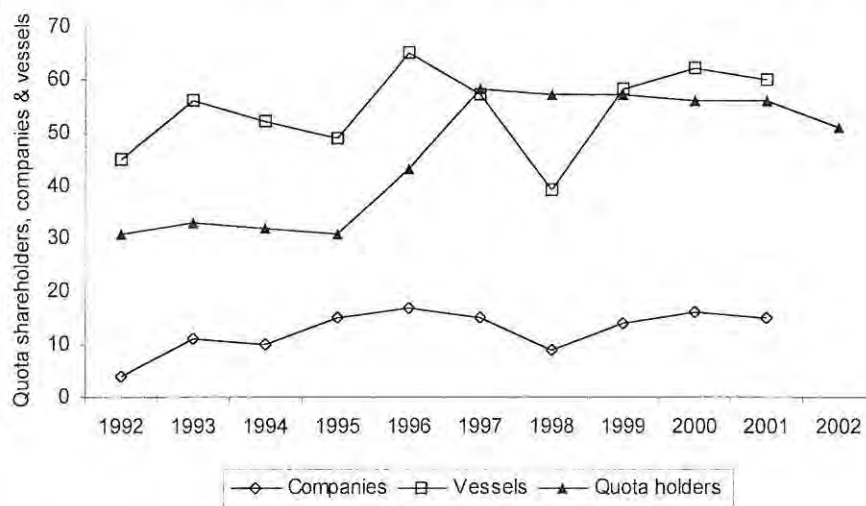 Quota shareholders, companies & vessels
70
60
50
40
30
20
10
0
1992 1993 1994 1995 1996 1997 1998 1999 2000 2001 2002
Companies Vessels Quota holders